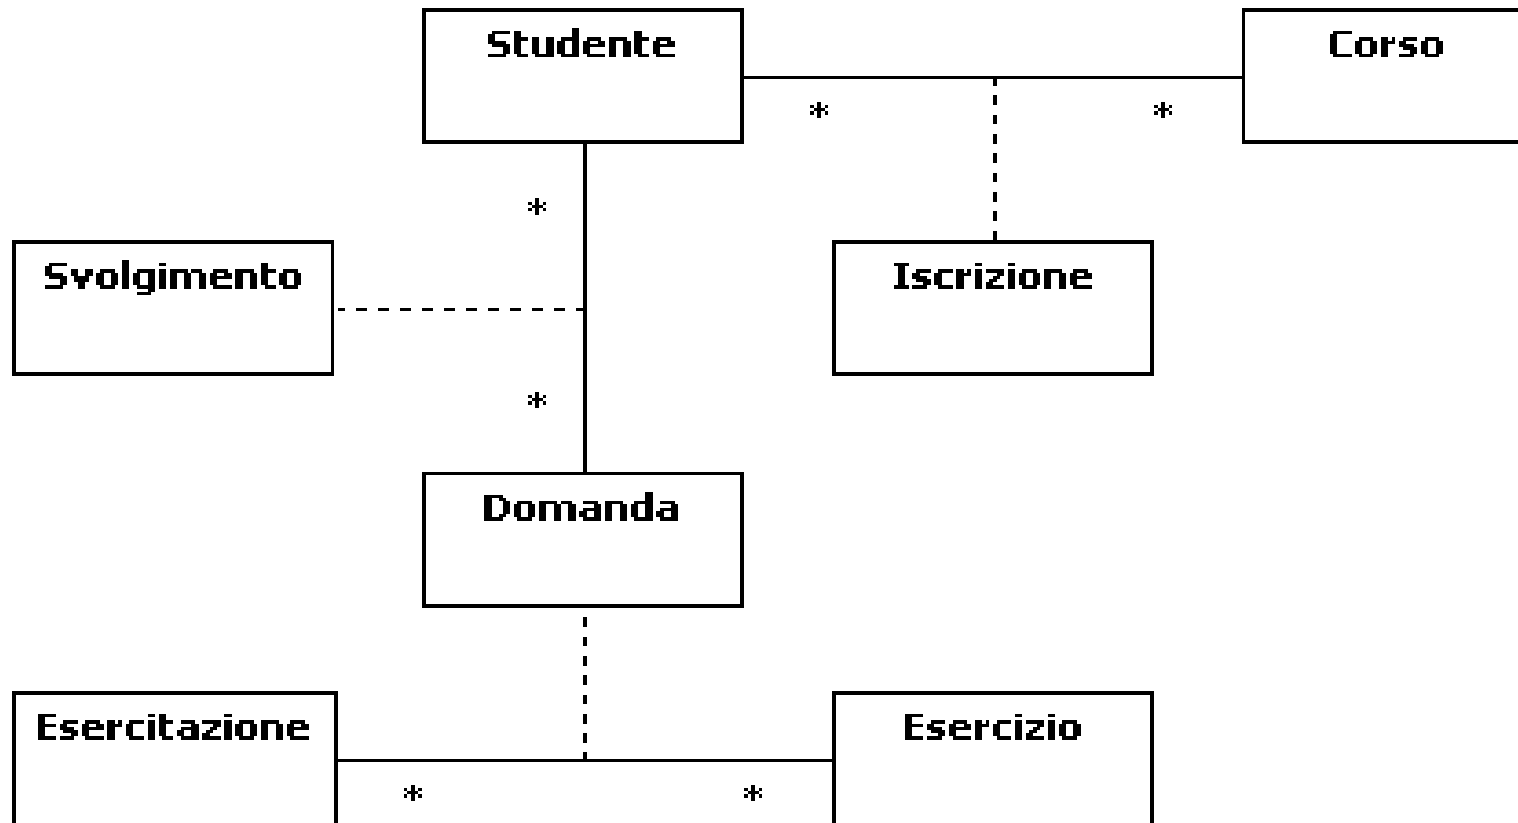 Studente
Corso
*
*
*
Svolgimento
Iscrizione
*
Domanda
Esercitazione
Esercizio
*
*